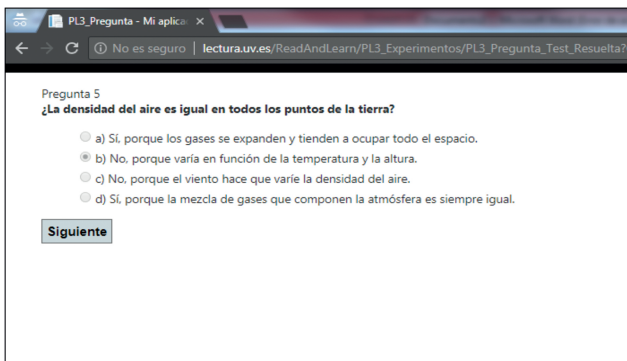 PL3_Pregunta - Mi aplica
No es seguro | lectura.uv.es/ReadAndLearn/PL3_Experimentos/PL3_Pregunta_Test_Resuelta?
Pregunta 5
¿La densidad del aire es igual en todos los puntos de la tierra?
a) Sí, porque los gases se expanden y tienden a ocupar todo el espacio.
b) No, porque varía en función de la temperatura y la altura.
c) No, porque el viento hace que varíe la densidad del aire.
d) Sí, porque la mezcla de gases que componen la atmósfera es siempre igual.
Siguiente